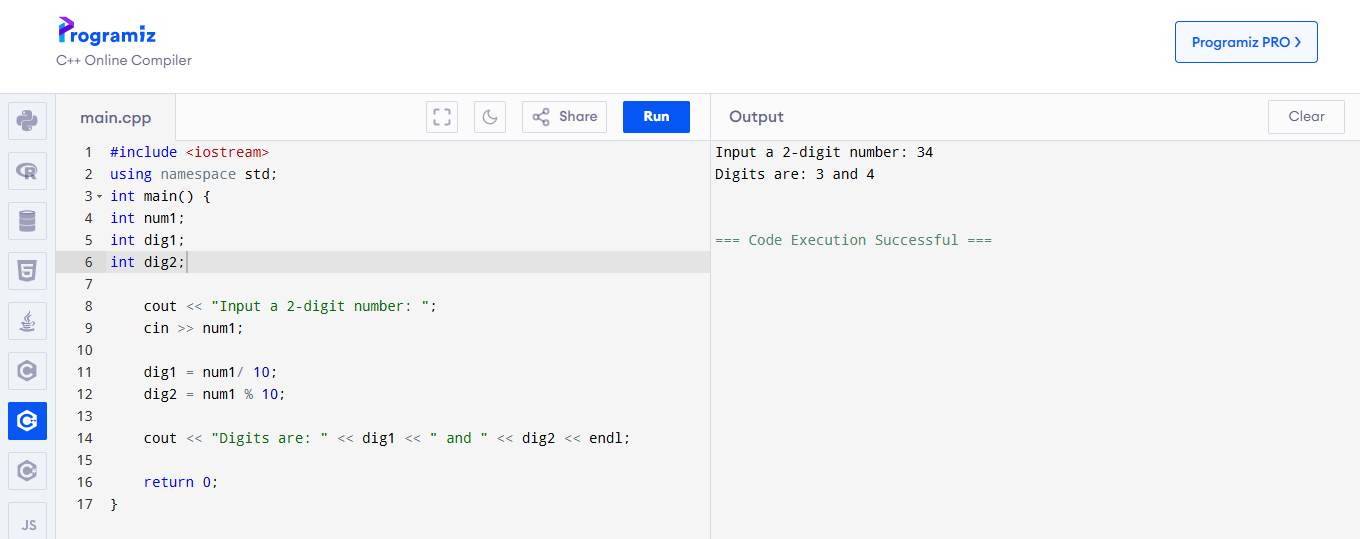 Programiz
C++ Online Compiler
Programiz PRO ›
main.cpp
Share
Run
Output
Clear
1 #include <iostream>
2 using namespace std;
3 int main() {
4 int num1;
5 int dig1;
6 int dig2;
7
8     cout << "Input a 2-digit number: ";
9     cin >> num1;
10
11     dig1 = num1/ 10;
12     dig2 = num1 % 10;
13
14     cout << "Digits are: " << dig1 << " and " << dig2 << endl;
15
16     return 0;
17 }
Input a 2-digit number: 34
Digits are: 3 and 4
=== Code Execution Successful ===
JS